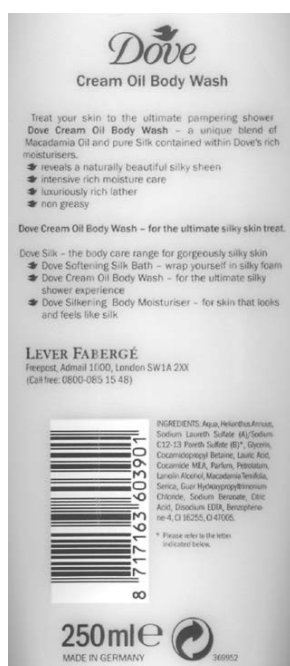 Dove
Cream Oil Body Wash
Treat your skin to the ultimate pampering shower
Dove Cream Oil Body Wash – a unique blend of
Macadamia Oil and pure Silk contained within Dove's rich
moisturisers.
reveals a naturally beautiful silky sheen
intensive rich moisture care
luxuriously rich lather
non greasy
Dove Cream Oil Body Wash – for the ultimate silky skin treat.
Dove Silk – the body care range for gorgeously silky skin
Dove Softening Silk Bath – wrap yourself in silky foam
Dove Cream Oil Body Wash – for the ultimate silky
shower experience
Dove Silkening Body Moisturiser – for skin that looks
and feels like silk
LEVER FABERGÉ
Freepost, Admail 1000, London SW1A 2XX
(Call free: 0800-085 15 48)
INGREDIENTS: Aqua, Helianthus Annuus,
Sodium Laureth Sulfate (A)/Sodium
C12-13 Pareth Sulfate (B)*, Glycerin,
Cocamidopropyl Betaine, Lauric Acid,
Cocamide MEA, Parfum, Petrolatum,
Lanolin Alcohol, Macadamia Ternifolia,
Serica, Guar Hydroxypropyltrimonium
Chloride, Sodium Benzoate, Citric
Acid, Disodium EDTA, Benzopheno-
ne-4, CI 16255, CI 47005.
* Please refer to the letter
indicated below.
8 717163 603901
250ml e
MADE IN GERMANY
369952